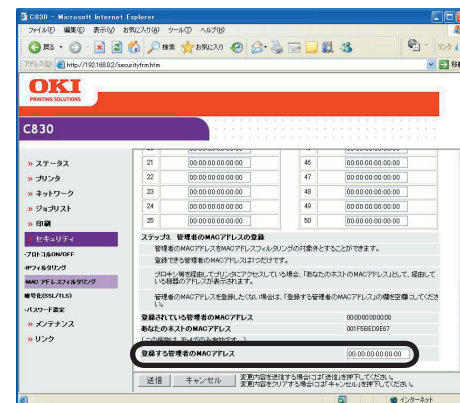 C830 - Microsoft Internet Explorer
ファイル(F) 編集(E) 表示(V) お気に入り(A) ツール(T) ヘルプ(H)
戻る 検索 お気に入り
アドレス(D) http://192.168.0.2/securityfrm.htm 移動
OKI
PRINTING SOLUTIONS
C830
» ステータス
» プリンタ
» ネットワーク
» ジョブリスト
» 印刷
» セキュリティ
・プロトコルON/OFF
・IPフィルタリング
・MAC アドレスフィルタリング
・暗号化(SSL/TLS)
・パスワード設定
» メンテナンス
» リンク
21 00:00:00:00:00:00 46 00:00:00:00:00:00
22 00:00:00:00:00:00 47 00:00:00:00:00:00
23 00:00:00:00:00:00 48 00:00:00:00:00:00
24 00:00:00:00:00:00 49 00:00:00:00:00:00
25 00:00:00:00:00:00 50 00:00:00:00:00:00
ステップ3. 管理者のMACアドレスの登録
管理者のMACアドレスをMACアドレスフィルタリングの対象外とすることができます。
登録できる管理者のMACアドレスは1つだけです。
プロキシ等を経由してプリンタにアクセスしている場合、「あなたのホストのMACアドレス」として、経由している機器のアドレスが表示されます。
管理者のMACアドレスを登録したくない場合は、「登録する管理者のMACアドレス」の欄を空欄にしてください。
登録されている管理者のMACアドレス 000000000000
あなたのホストのMACアドレス 001F5BED9E67
登録する管理者のMACアドレス 00:00:00:00:00:00
送信 キャンセル 変更内容を送信する場合には「送信」を押下してください。
変更内容をクリアする場合には「キャンセル」を押下してください。
インターネット